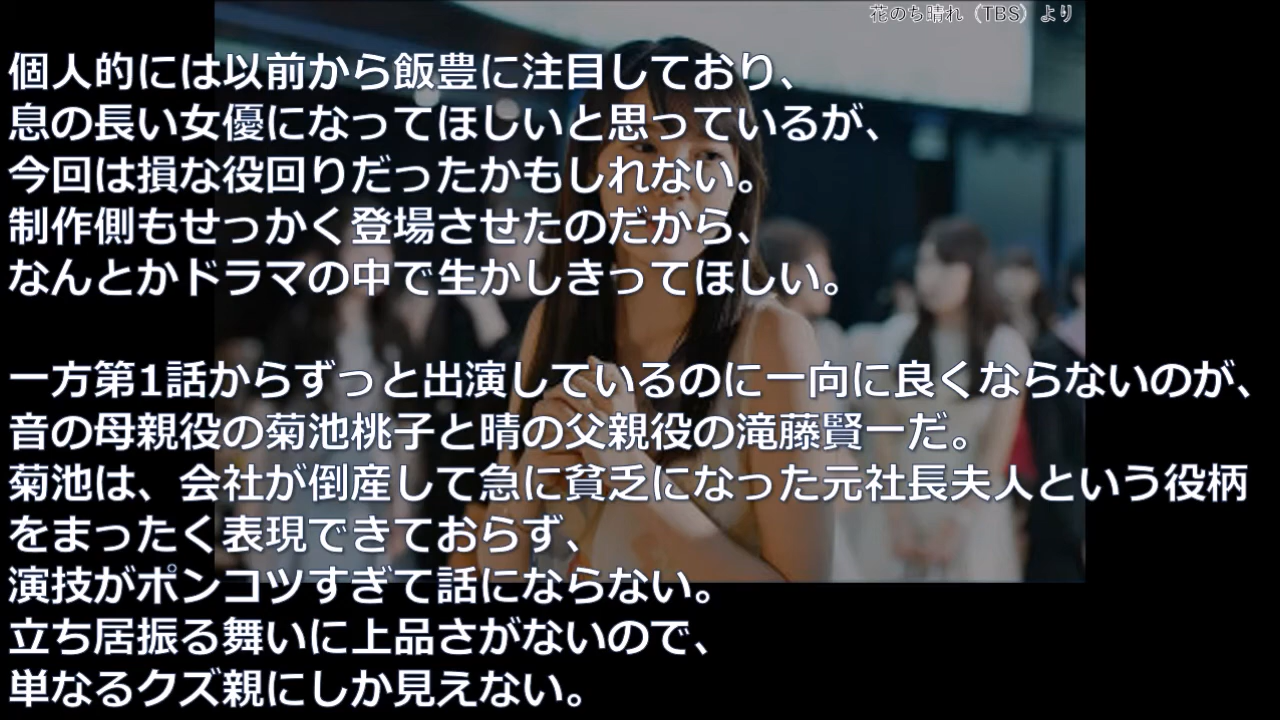 花のち晴れ（TBS）より
個人的には以前から飯豊に注目しており、
息の長い女優になってほしいと思っているが、
今回は損な役回りだったかもしれない。
制作側もせっかく登場させたのだから、
なんとかドラマの中で生かしきってほしい。
一方第1話からずっと出演しているのに一向に良くならないのが、
音の母親役の菊池桃子と晴の父親役の滝藤賢一だ。
菊池は、会社が倒産して急に貧乏になった元社長夫人という役柄
をまったく表現できておらず、
演技がポンコツすぎて話にならない。
立ち居振る舞いに上品さがないので、
単なるクズ親にしか見えない。